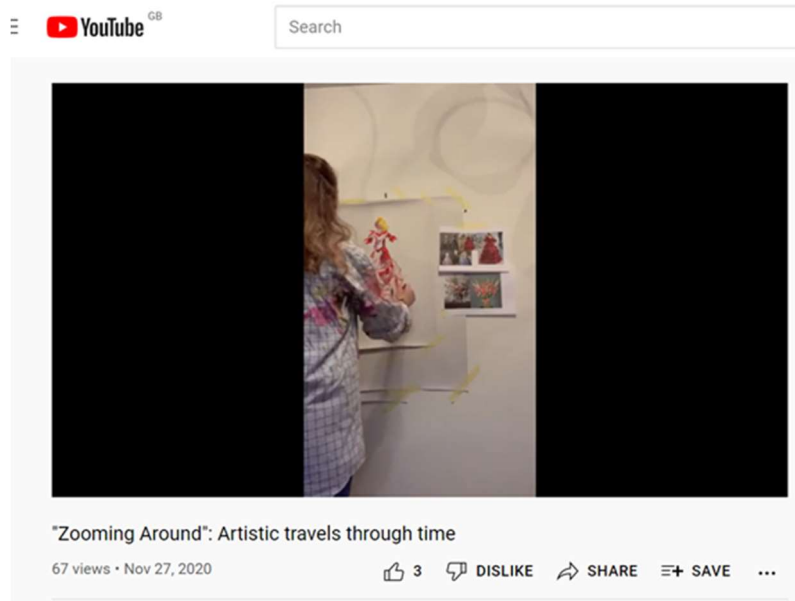 YouTube GB
Search
"Zooming Around": Artistic travels through time
67 views • Nov 27, 2020
3 DISLIKE SHARE SAVE